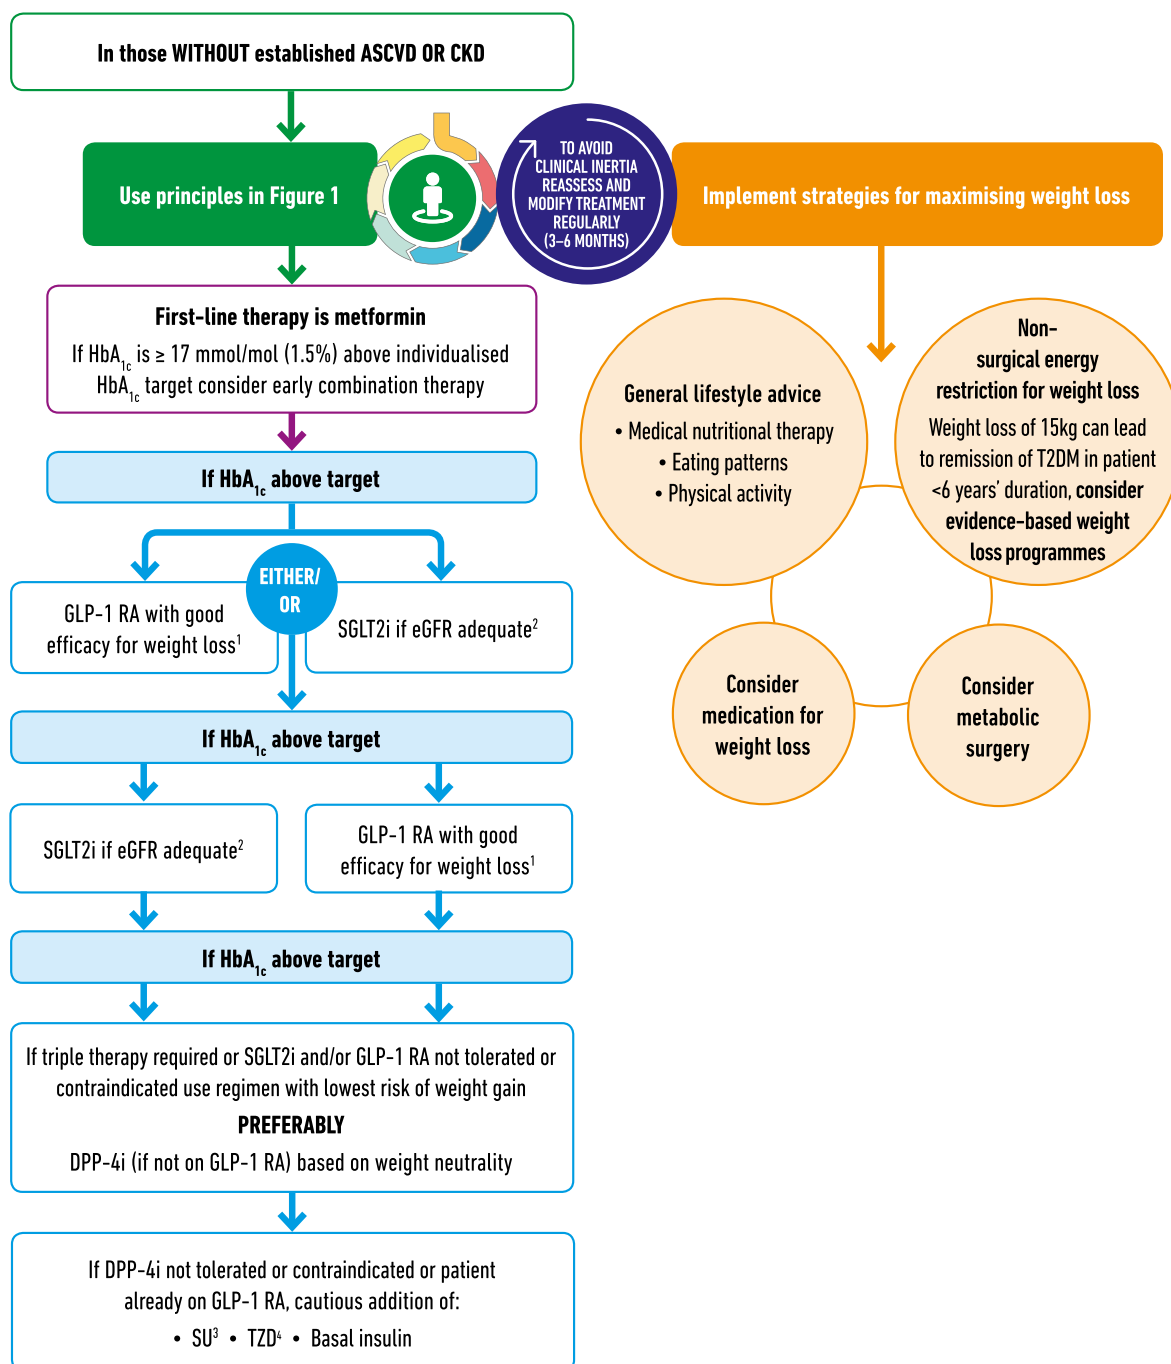 In those WITHOUT established ASCVD OR CKD
Use principles in Figure 1
TO AVOID
CLINICAL INERTIA
REASSESS AND
MODIFY TREATMENT
REGULARLY
(3–6 MONTHS)
Implement strategies for maximising weight loss
First-line therapy is metformin
If HbA1c is ≥ 17 mmol/mol (1.5%) above individualised
HbA1c target consider early combination therapy
If HbA1c above target
EITHER/
OR
GLP-1 RA with good
efficacy for weight loss1
SGLT2i if eGFR adequate2
If HbA1c above target
SGLT2i if eGFR adequate2
GLP-1 RA with good
efficacy for weight loss1
If HbA1c above target
If triple therapy required or SGLT2i and/or GLP-1 RA not tolerated or
contraindicated use regimen with lowest risk of weight gain
PREFERABLY
DPP-4i (if not on GLP-1 RA) based on weight neutrality
If DPP-4i not tolerated or contraindicated or patient
already on GLP-1 RA, cautious addition of:
• SU3 • TZD4 • Basal insulin
General lifestyle advice
• Medical nutritional therapy
• Eating patterns
• Physical activity
Non-
surgical energy
restriction for weight loss
Weight loss of 15kg can lead
to remission of T2DM in patient
<6 years’ duration, consider
evidence-based weight
loss programmes
Consider
medication for
weight loss
Consider
metabolic
surgery